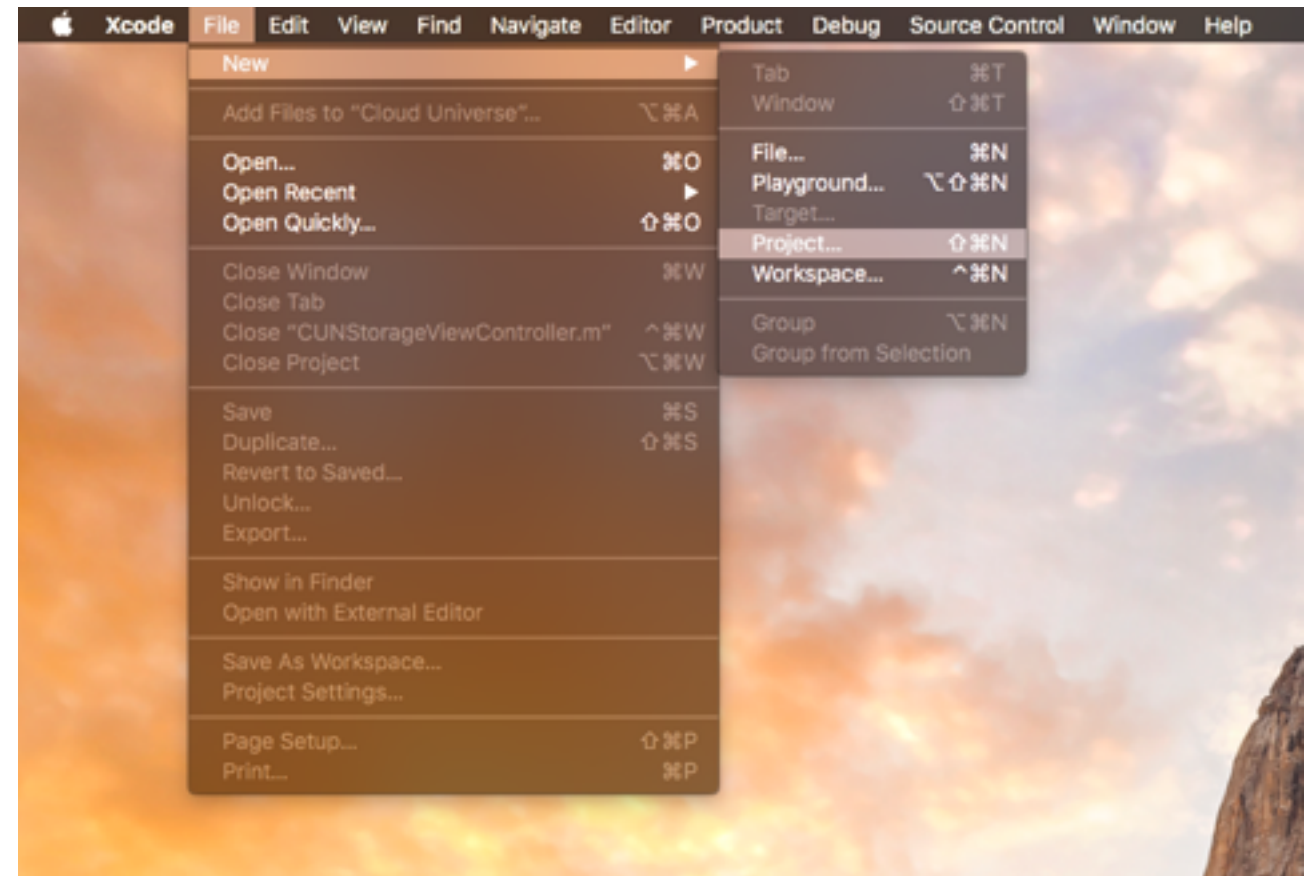 Xcode File Edit View Find Navigate Editor Product Debug Source Control Window Help
New ▶
Add Files to “Cloud Universe”... ⌥⌘A
Open... ⌘O
Open Recent ▶
Open Quickly... ⇧⌘O
Close Window ⌘W
Close Tab
Close “CUNStorageViewController.m” ^⌘W
Close Project ⌥⌘W
Save ⌘S
Duplicate... ⇧⌘S
Revert to Saved...
Unlock...
Export...
Show in Finder
Open with External Editor
Save As Workspace...
Project Settings...
Page Setup... ⇧⌘P
Print... ⌘P
Tab ⌘T
Window ⇧⌘T
File... ⌘N
Playground... ⌥⇧⌘N
Target...
Project... ⇧⌘N
Workspace... ^⌘N
Group ⌥⌘N
Group from Selection